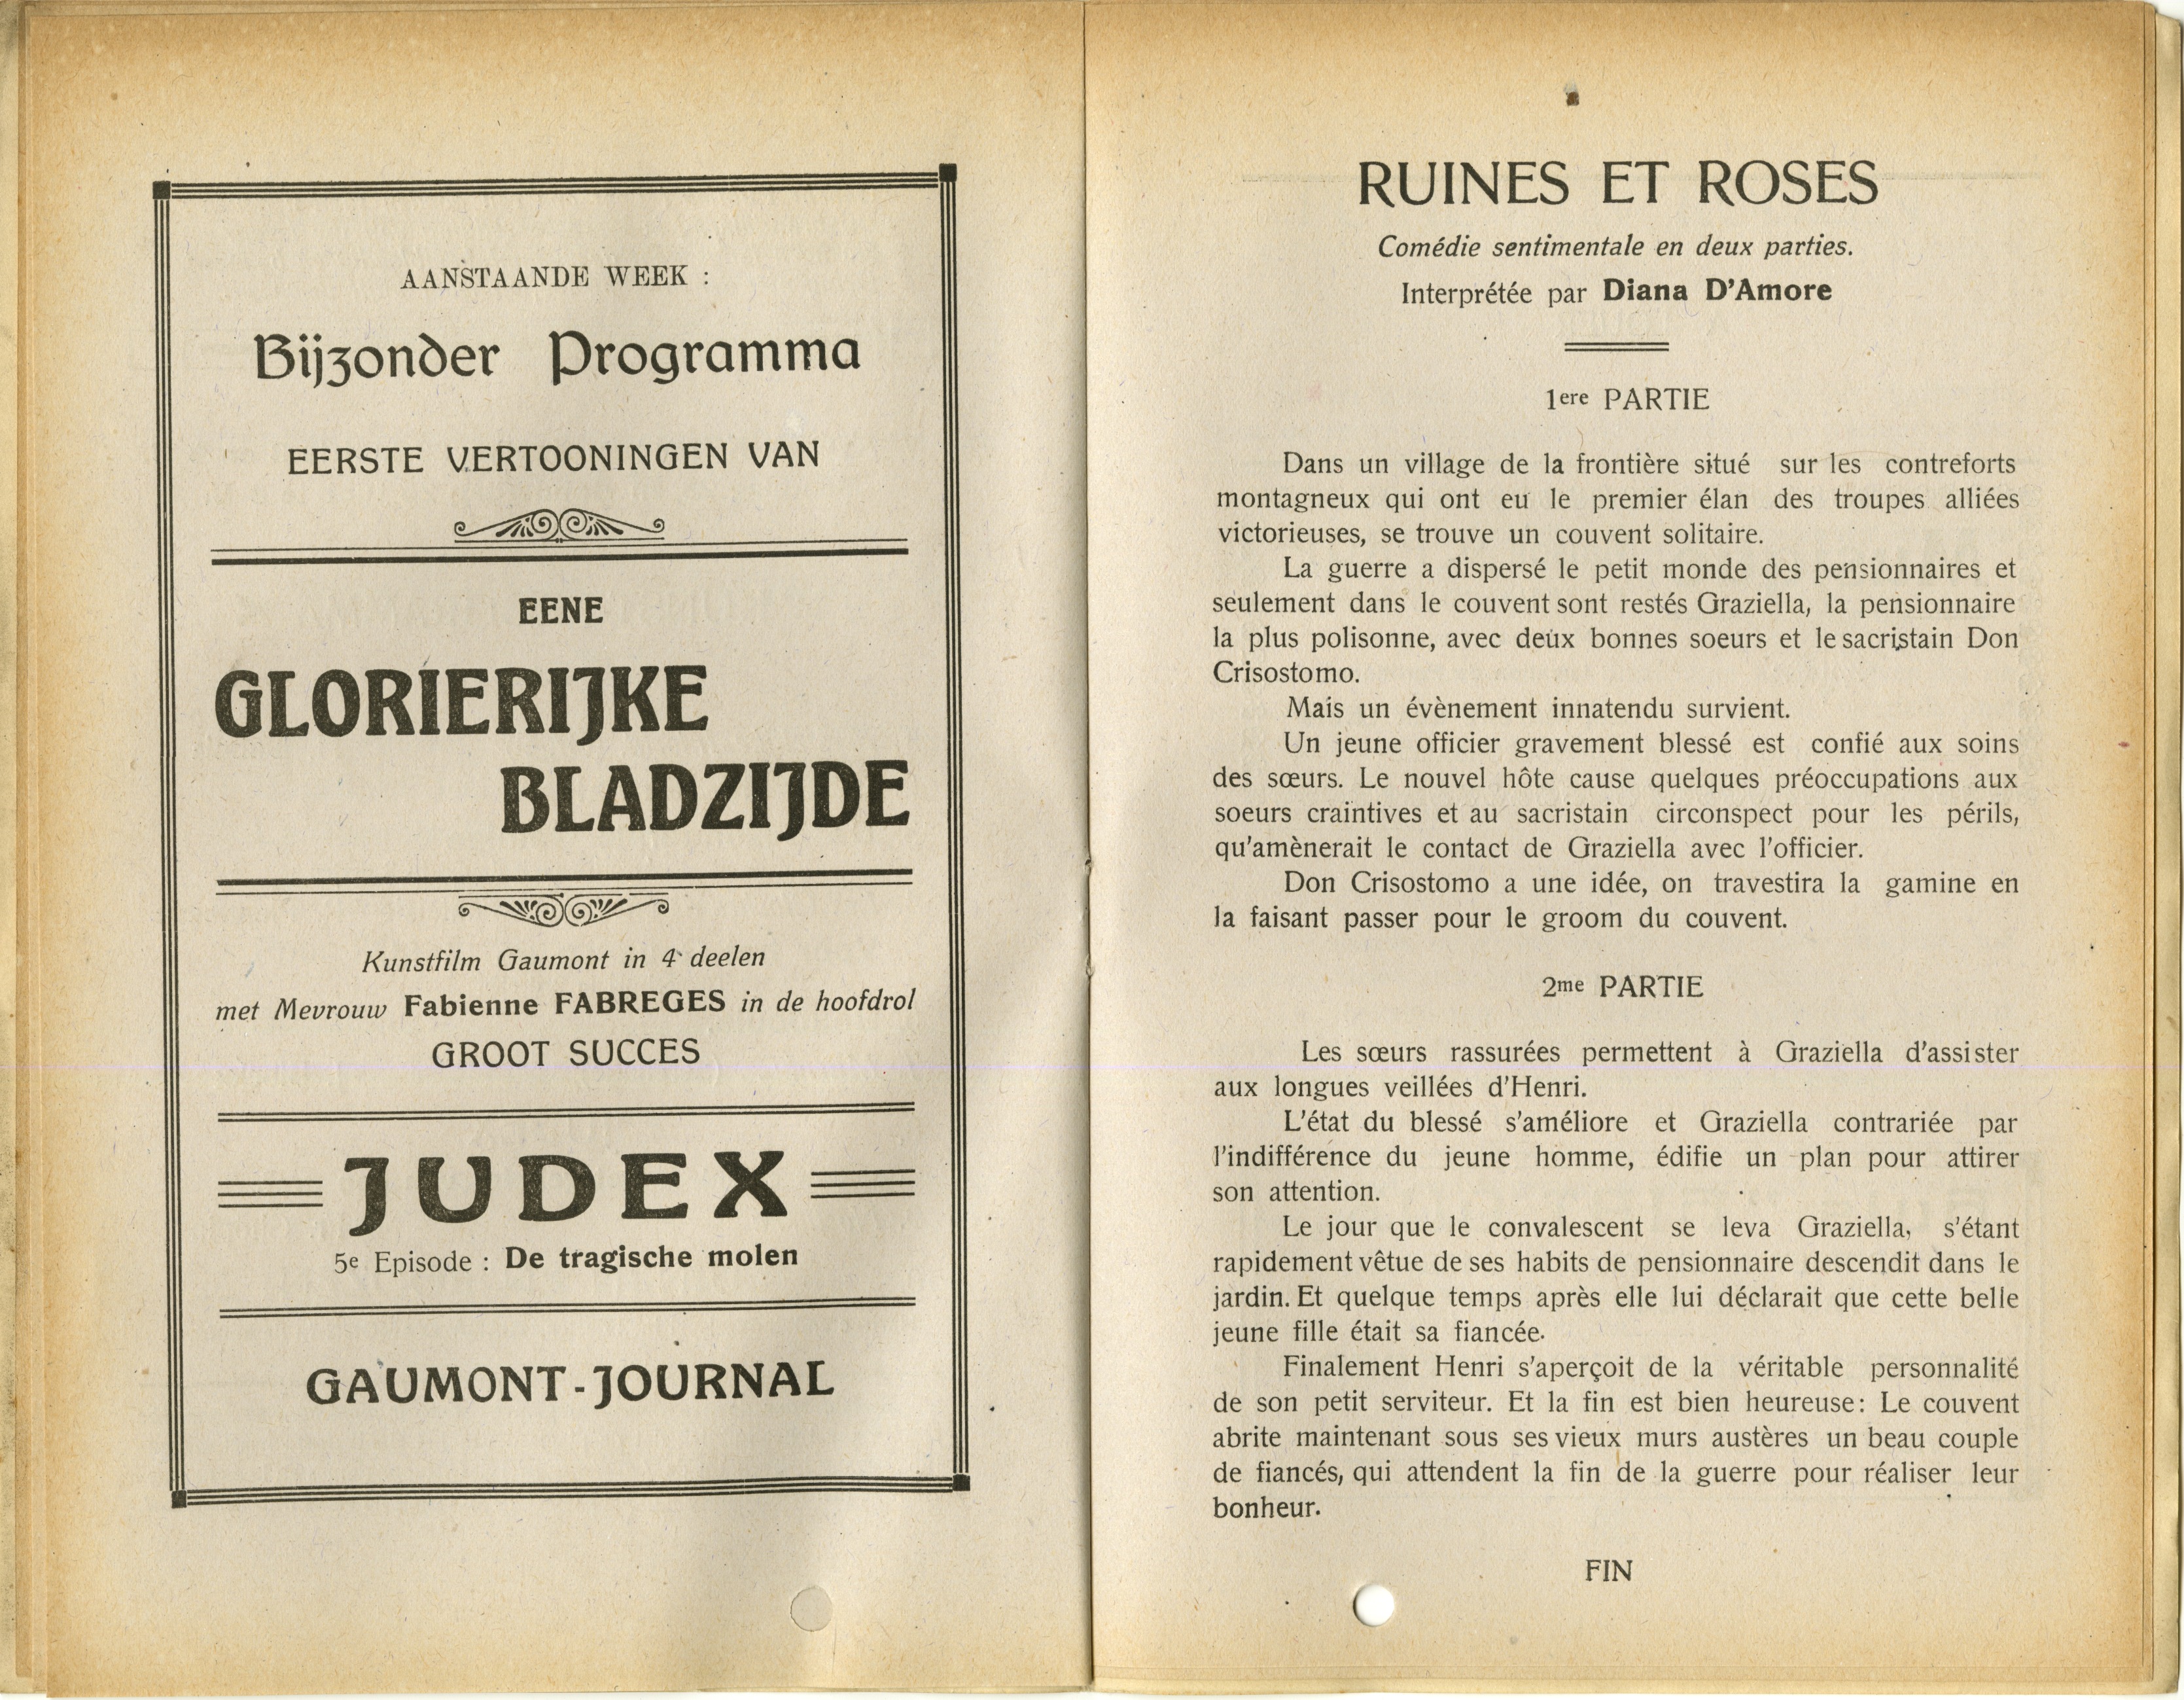 AANSTAANDE WEEK :
Bijzonder Programma
EERSTE VERTOONINGEN VAN
EENE
GLORIERIJKE
BLADZIJDE
Kunstfilm Gaumont in 4 deelen
met Mevrouw Fabienne FABREGES in de hoofdrol
GROOT SUCCES
JUDEX
5e Episode : De tragische molen
GAUMONT-JOURNAL
RUINES ET ROSES
Comédie sentimentale en deux parties.
Interprétée par Diana D'Amore
1ere PARTIE
Dans un village de la frontière situé sur les contreforts
montagneux qui ont eu le premier élan des troupes alliées
victorieuses, se trouve un couvent solitaire.
La guerre a dispersé le petit monde des pensionnaires et
seulement dans le couvent sont restés Graziella, la pensionnaire
la plus polisonne, avec deux bonnes soeurs et le sacristain Don
Crisostomo.
Mais un évènement innatendu survient.
Un jeune officier gravement blessé est confié aux soins
des sœurs. Le nouvel hôte cause quelques préoccupations aux
soeurs craintives et au sacristain circonspect pour les périls,
qu'amènerait le contact de Graziella avec l'officier.
Don Crisostomo a une idée, on travestira la gamine en
la faisant passer pour le groom du couvent.
2me PARTIE
Les sœurs rassurées permettent à Graziella d'assister
aux longues veillées d'Henri.
L'état du blessé s'améliore et Graziella contrariée par
l'indifférence du jeune homme, édifie un plan pour attirer
son attention.
Le jour que le convalescent se leva Graziella, s'étant
rapidement vêtue de ses habits de pensionnaire descendit dans le
jardin. Et quelque temps après elle lui déclarait que cette belle
jeune fille était sa fiancée.
Finalement Henri s'aperçoit de la véritable personnalité
de son petit serviteur. Et la fin est bien heureuse: Le couvent
abrite maintenant sous ses vieux murs austères un beau couple
de fiancés, qui attendent la fin de la guerre pour réaliser leur
bonheur.
FIN